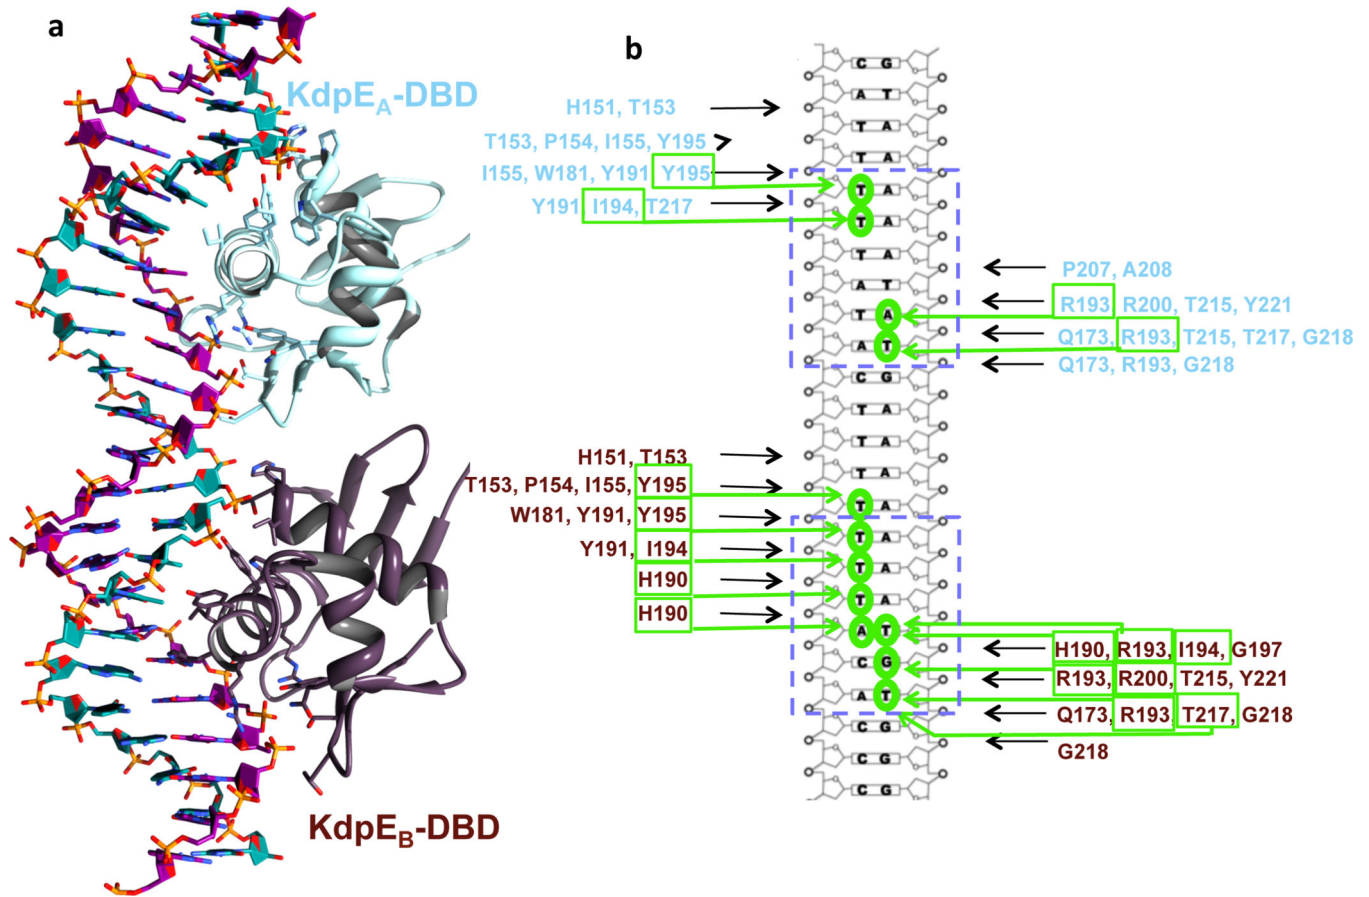 a
KdpEA-DBD
KdpEB-DBD
b
H151, T153
T153, P154, I155, Y195
I155, W181, Y191 Y195
Y191 I194, T217
P207, A208
R193 R200, T215, Y221
Q173, R193, T215, T217, G218
Q173, R193, G218
H151, T153
T153, P154, I155, Y195
W181, Y191, Y195
Y191, I194
H190
H190
H190, R193, I194, G197
R193, R200, T215, Y221
Q173, R193, T217, G218
G218
C G
A T
T A
T A
T A
T A
T A
A T
T A
A T
C G
T A
T A
T A
T A
T A
T A
T A
A T
C G
A T
C G
C G
C G